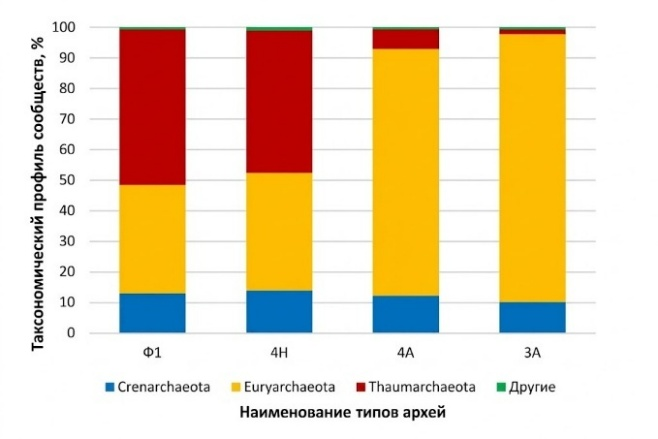 Таксономический профиль сообществ, %
100
90
80
70
60
50
40
30
20
10
0
Ф1 4Н 4А 3А
Crenarchaeota Euryarchaeota Thaumarchaeota Другие
Наименование типов архей